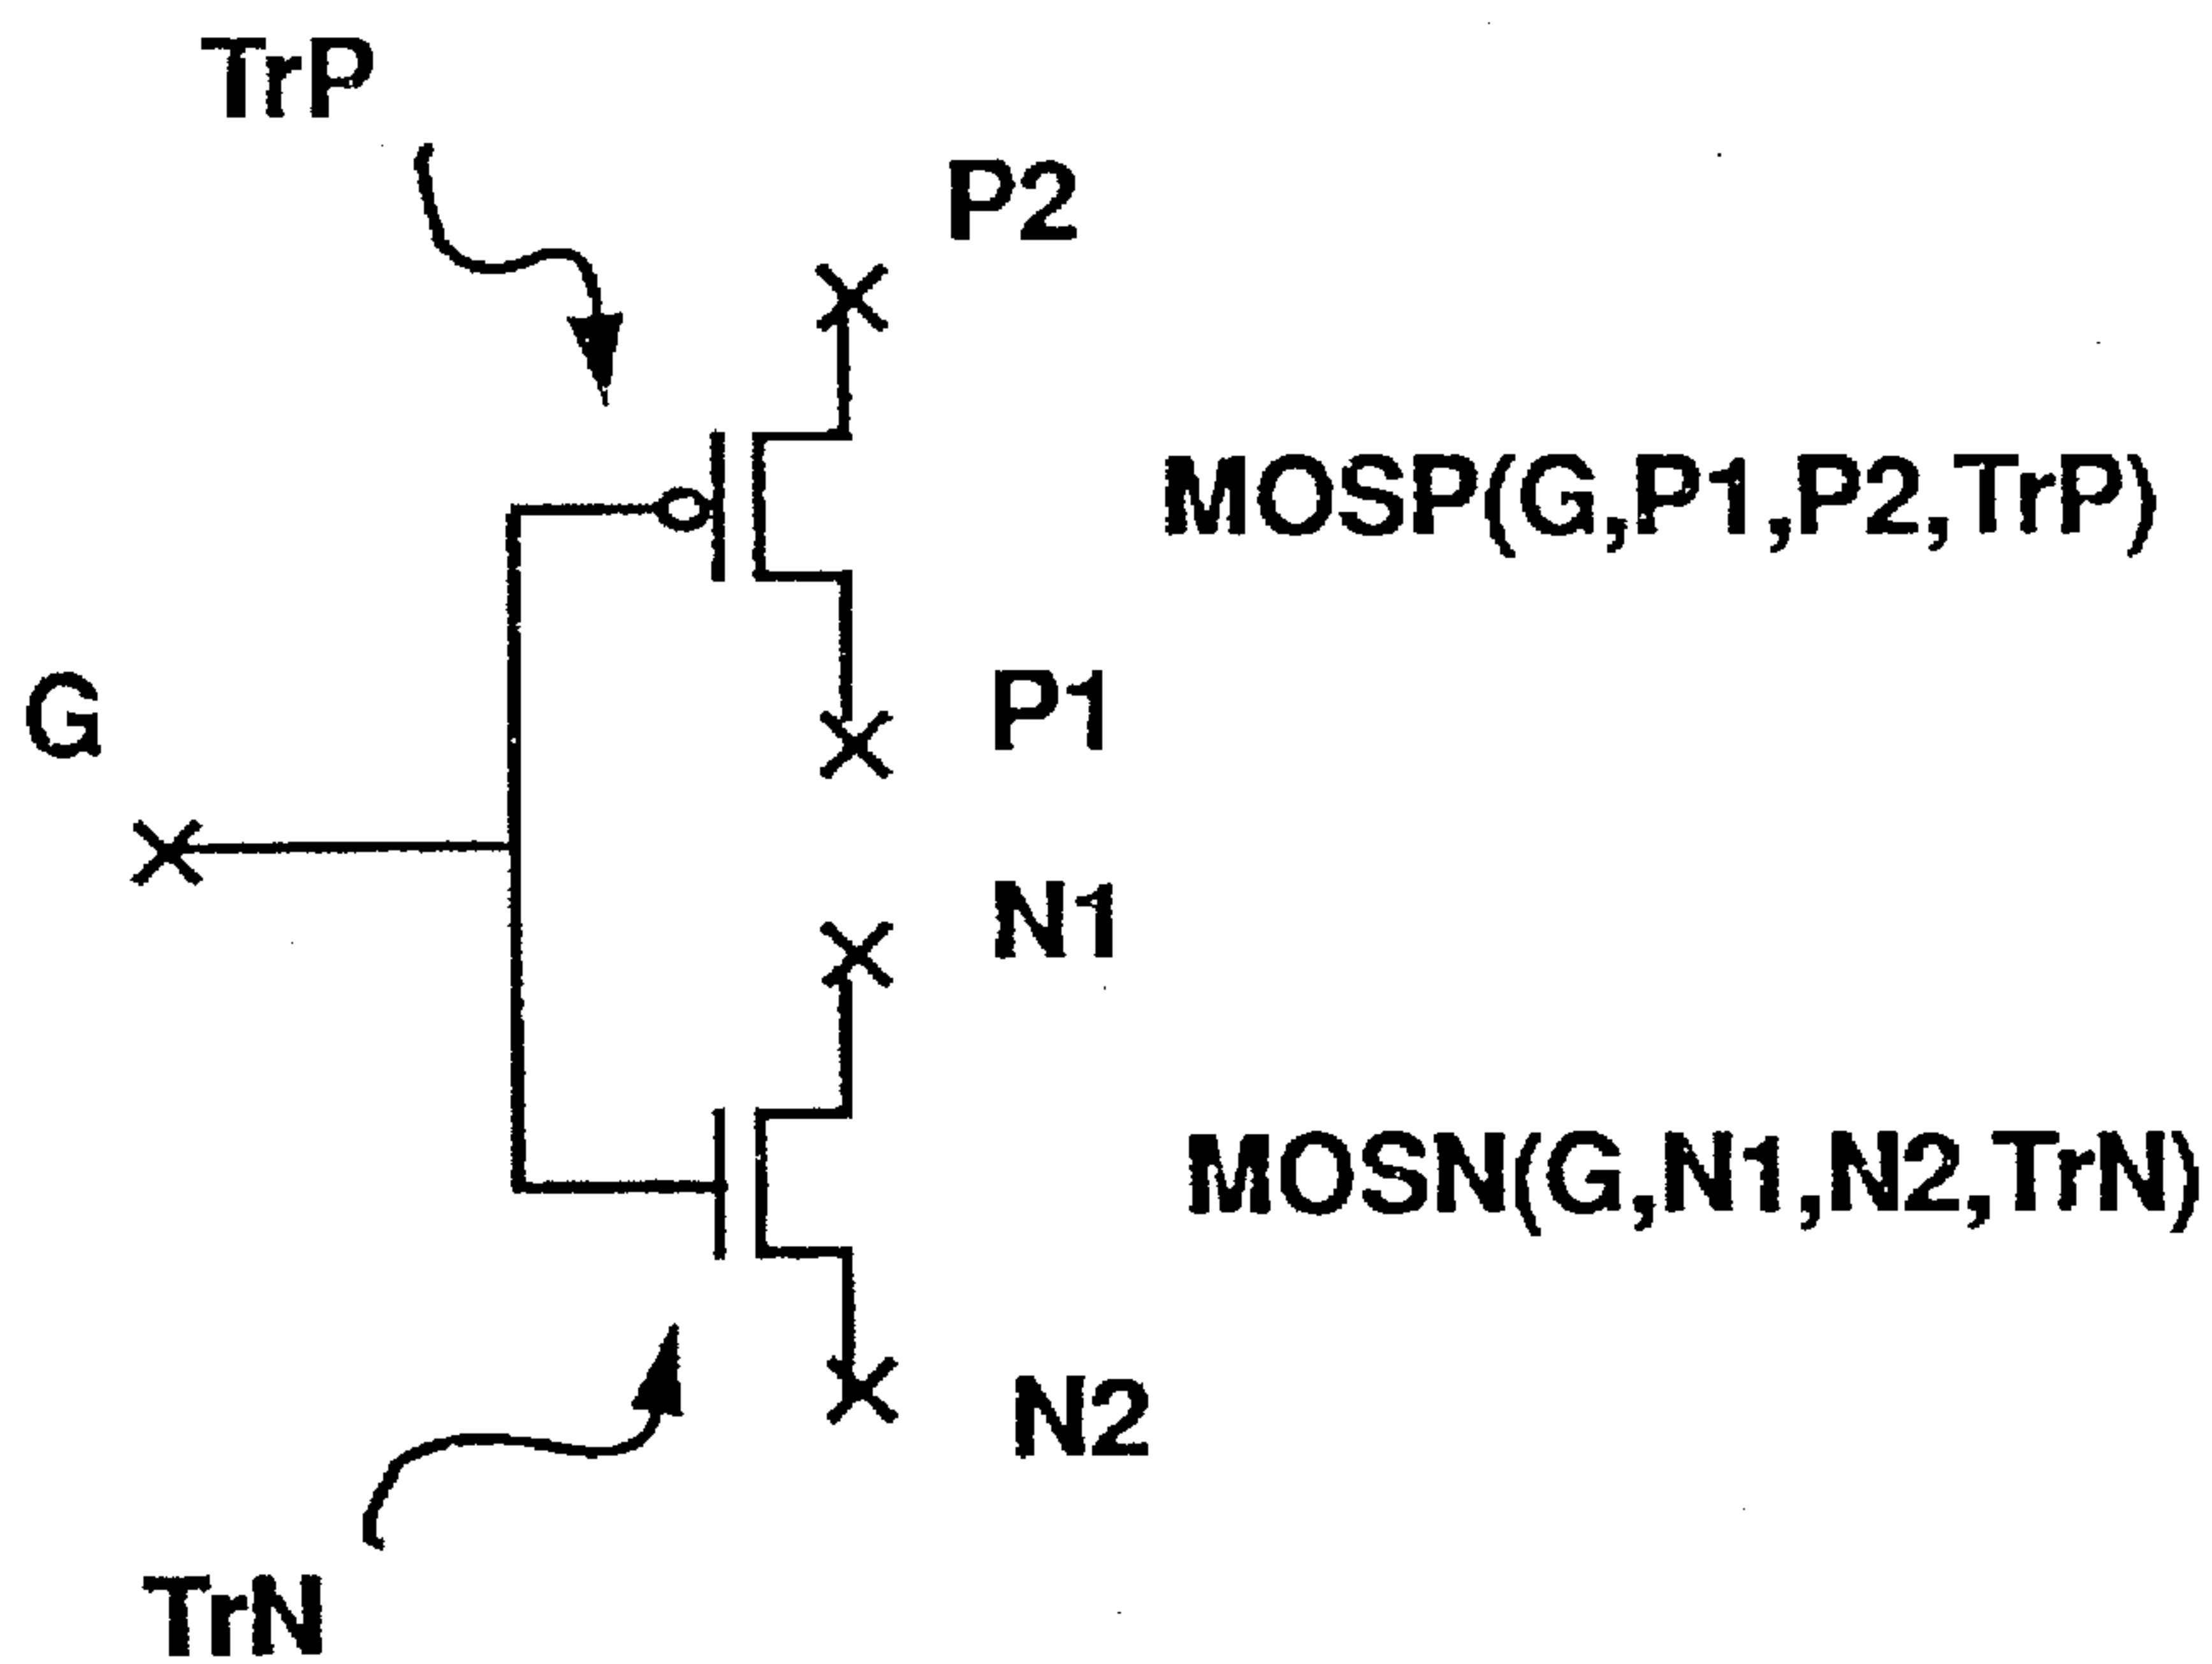 TrP
P2
MOSP(G,P1,P2,TrP)
G
P1
N1
MOSN(G,N1,N2,TrN)
N2
TrN